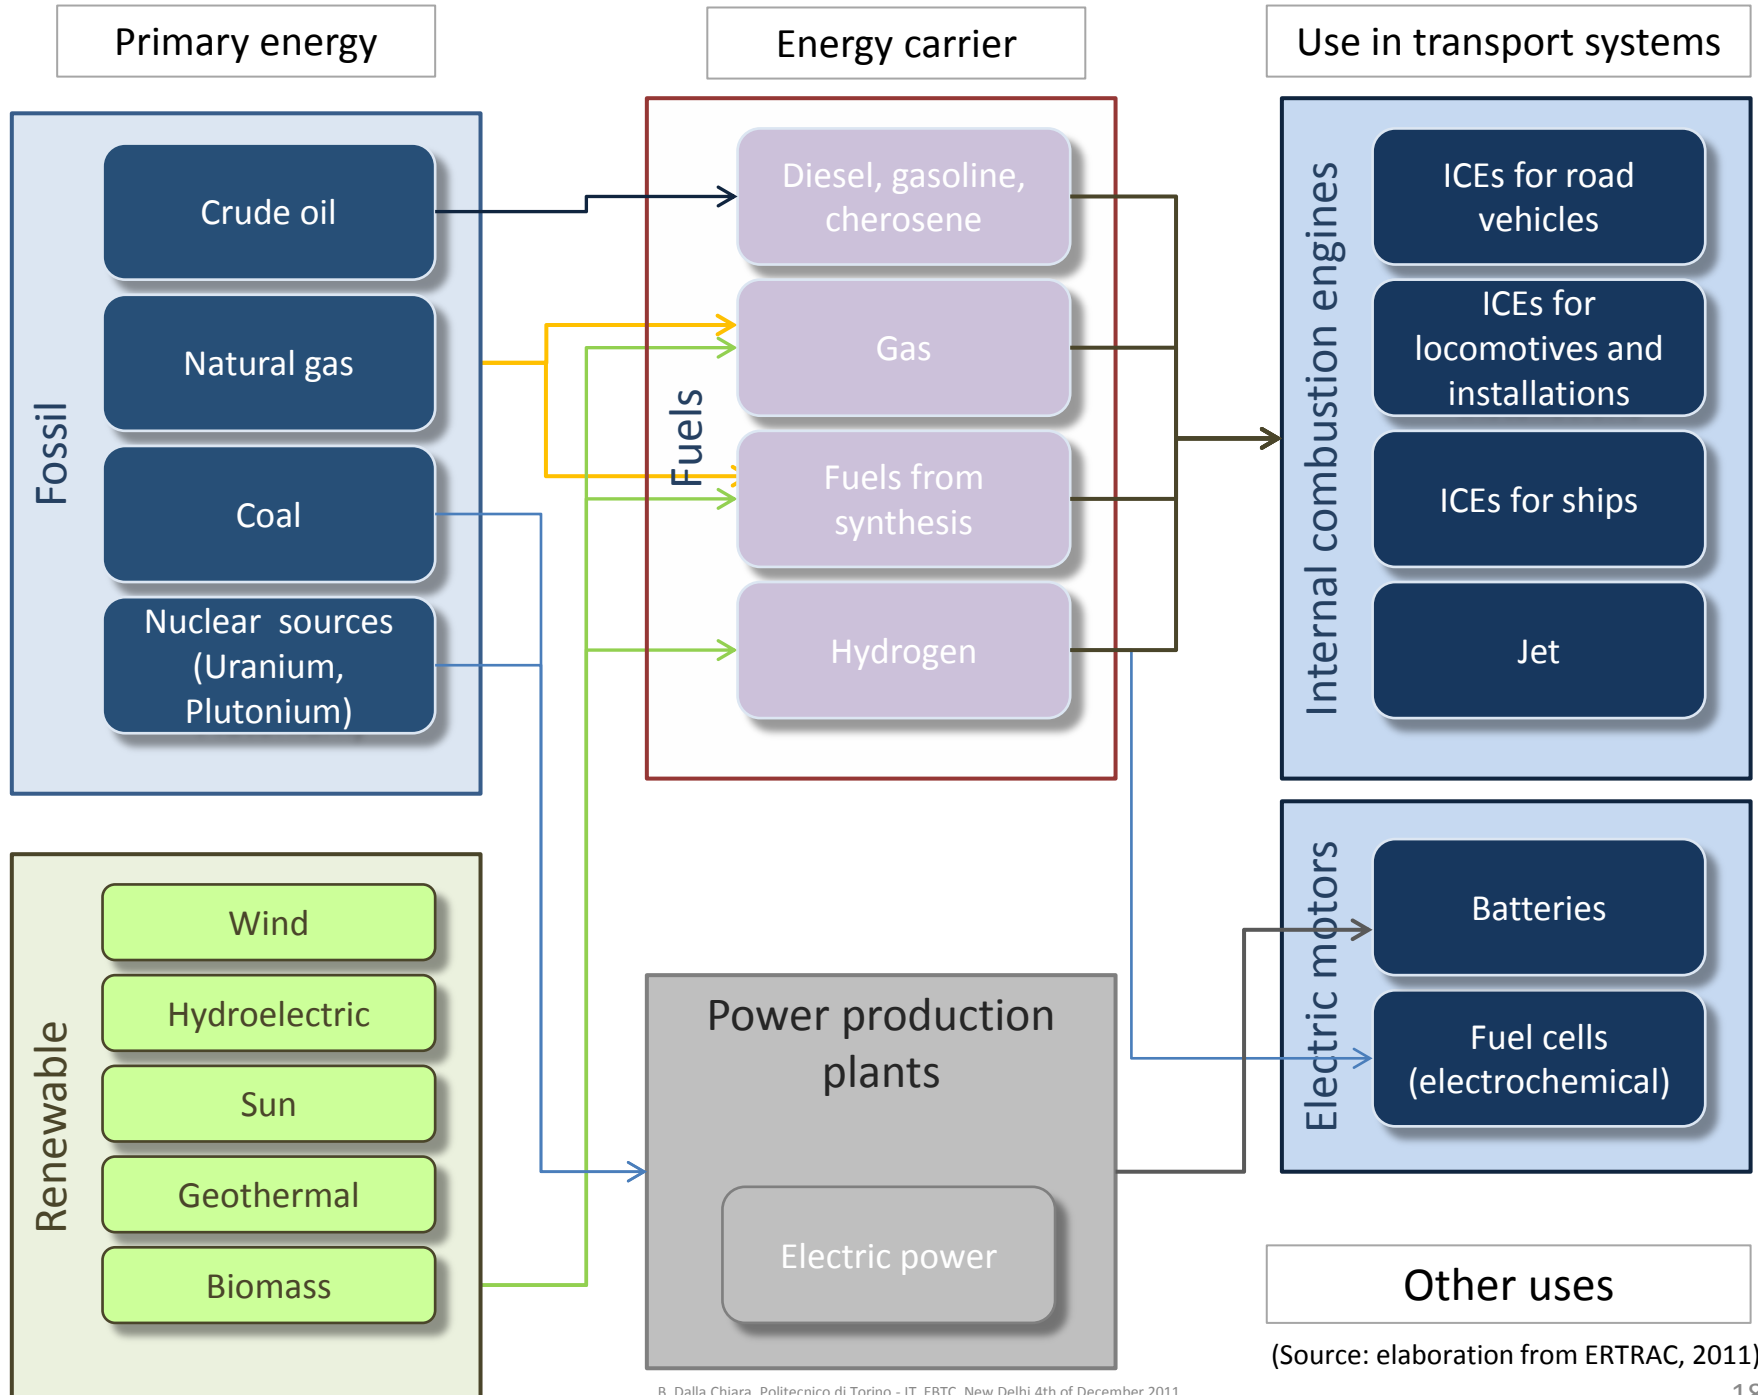 Primary energy
Energy carrier
Use in transport systems
Fossil
Crude oil
Natural gas
Coal
Nuclear sources
(Uranium,
Plutonium)
Fuels
Diesel, gasoline,
cherosene
Gas
Fuels from
synthesis
Hydrogen
Internal combustion engines
ICEs for road
vehicles
ICEs for
locomotives and
installations
ICEs for ships
Jet
Renewable
Wind
Hydroelectric
Sun
Geothermal
Biomass
Power production
plants
Electric power
Electric motors
Batteries
Fuel cells
(electrochemical)
Other uses
(Source: elaboration from ERTRAC, 2011)
B. Dalla Chiara, Politecnico di Torino - IT, EBTC, New Delhi 4th of December 2011
18